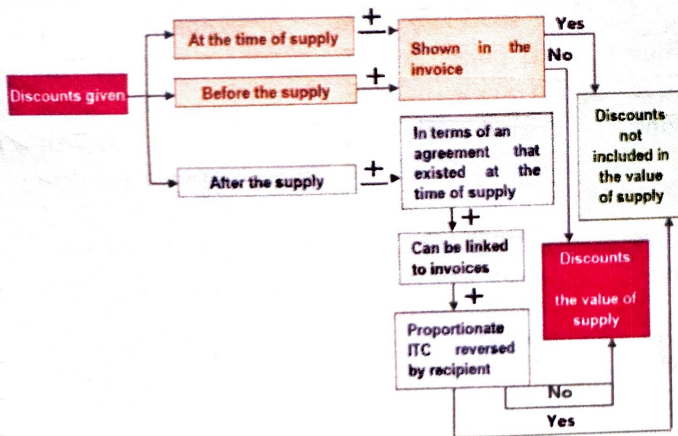 At the time of supply
+
Yes
Shown in the
invoice
No
Discounts given
Before the supply
+
Discounts
not
included in
the value
of supply
In terms of an
agreement that
existed at the
time of supply
After the supply
+
+
Can be linked
to invoices
+
Discounts
the value of
supply
Proportionate
ITC reversed
by recipient
No
Yes